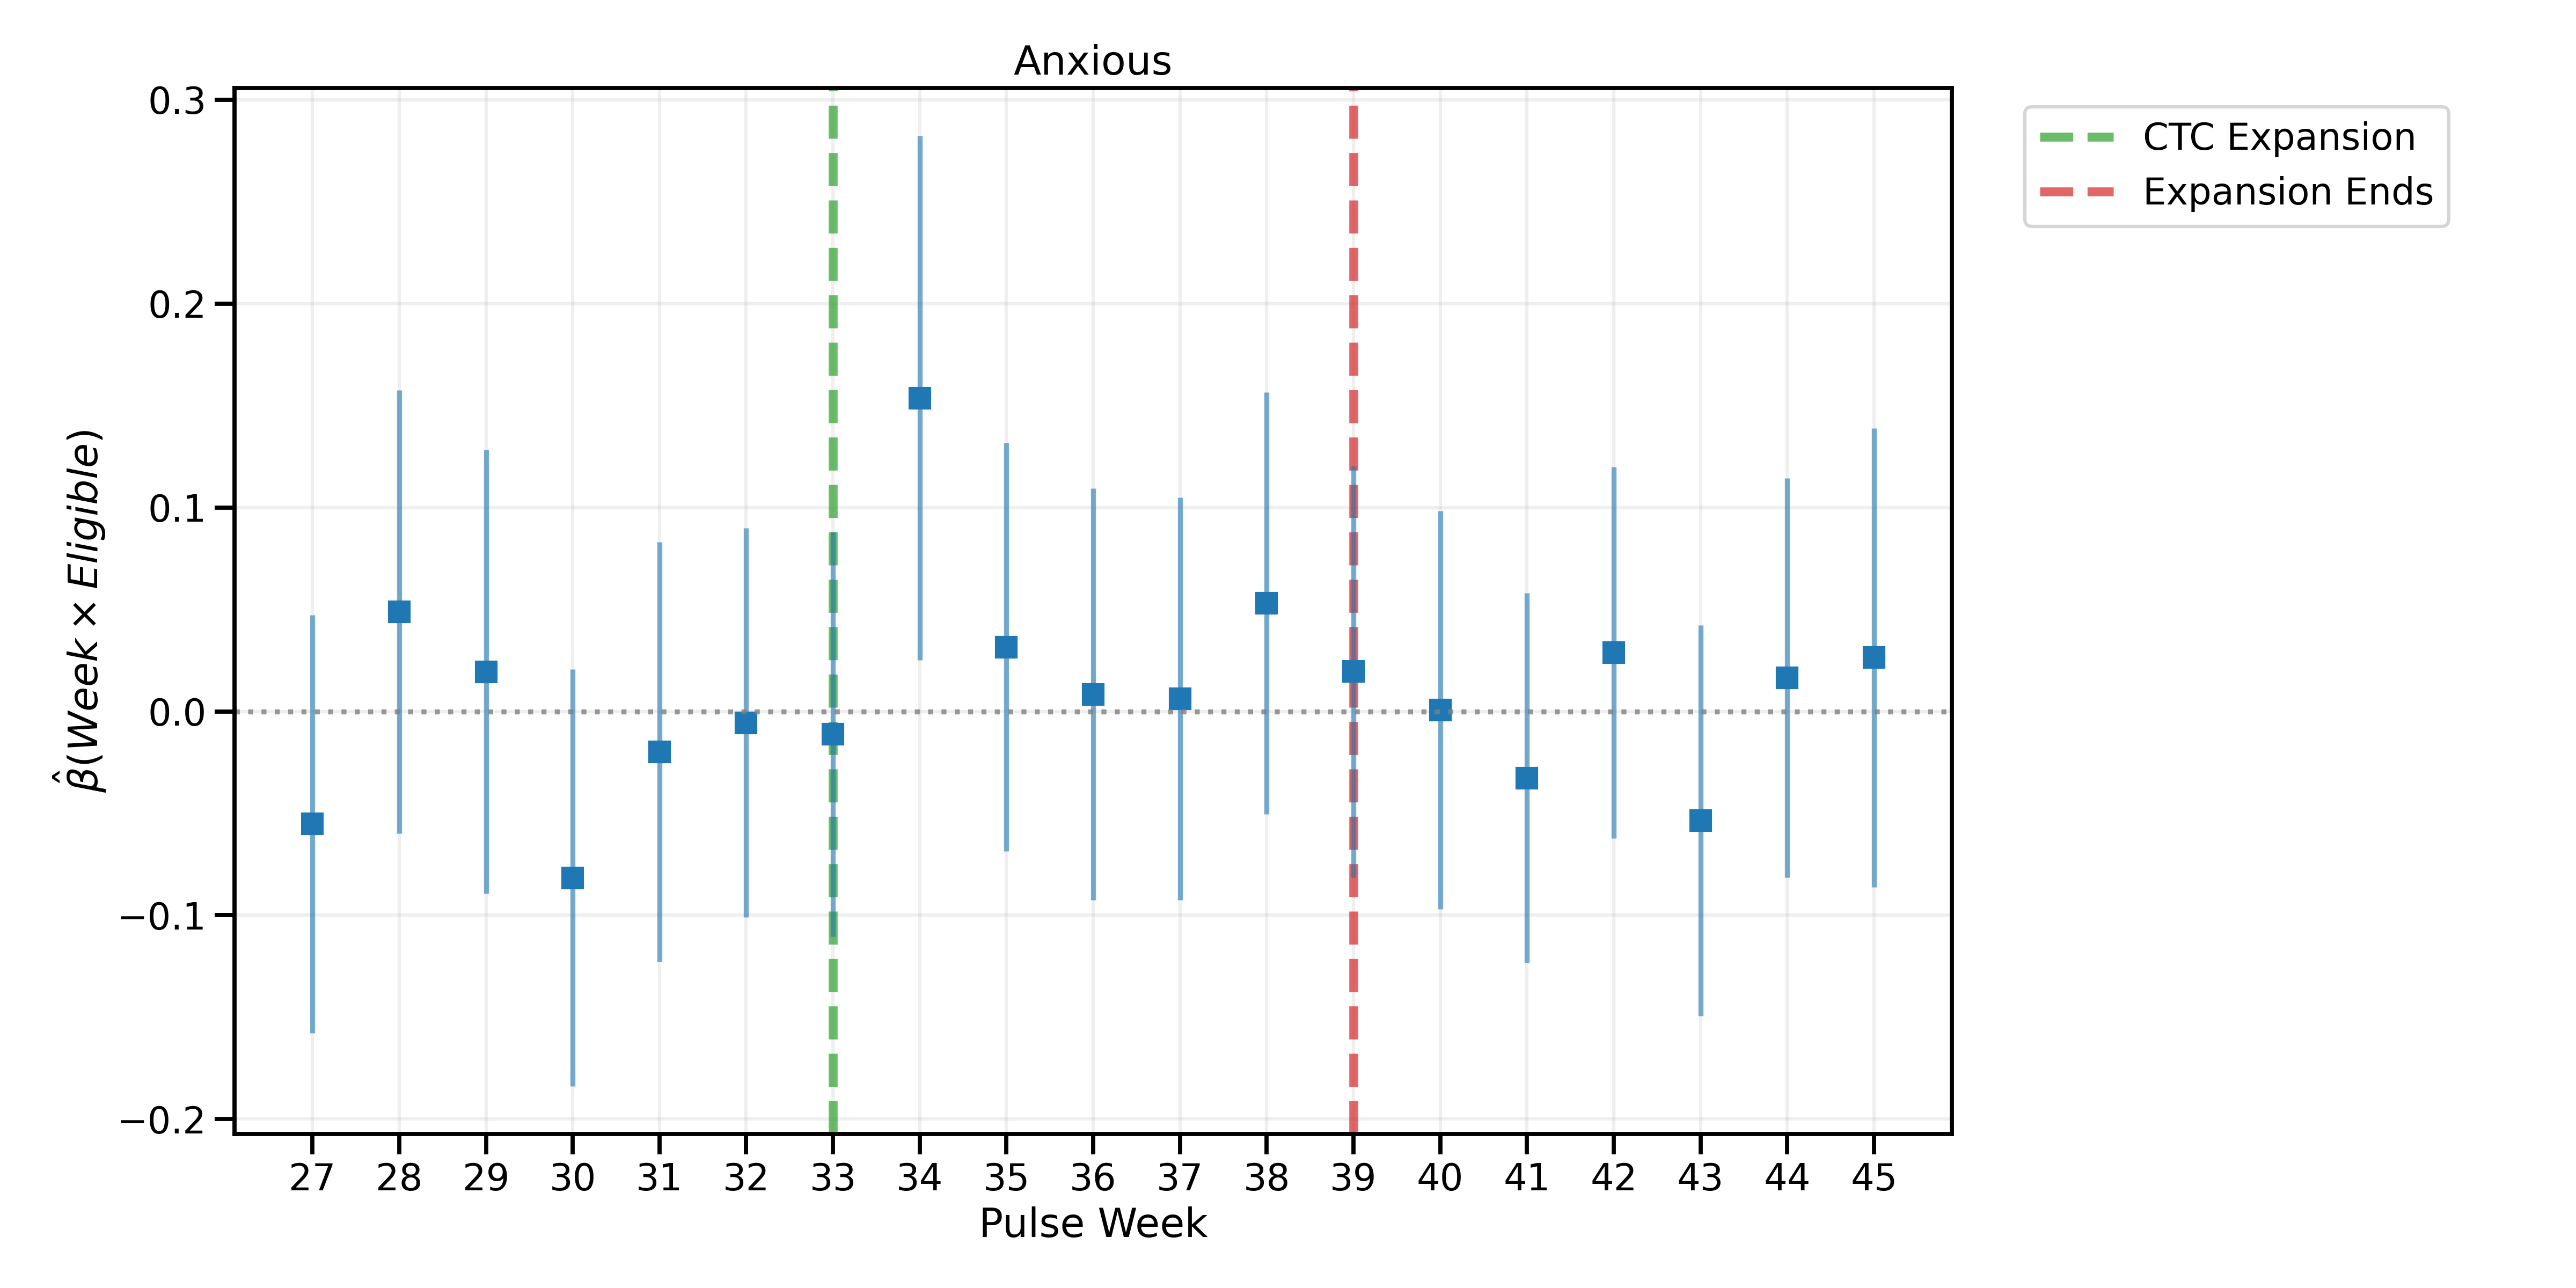 Anxious
0.3
0.2
0.1
0.0
−0.1
−0.2
β̂(Week × Eligible)
27 28 29 30 31 32 33 34 35 36 37 38 39 40 41 42 43 44 45
Pulse Week
CTC Expansion
Expansion Ends